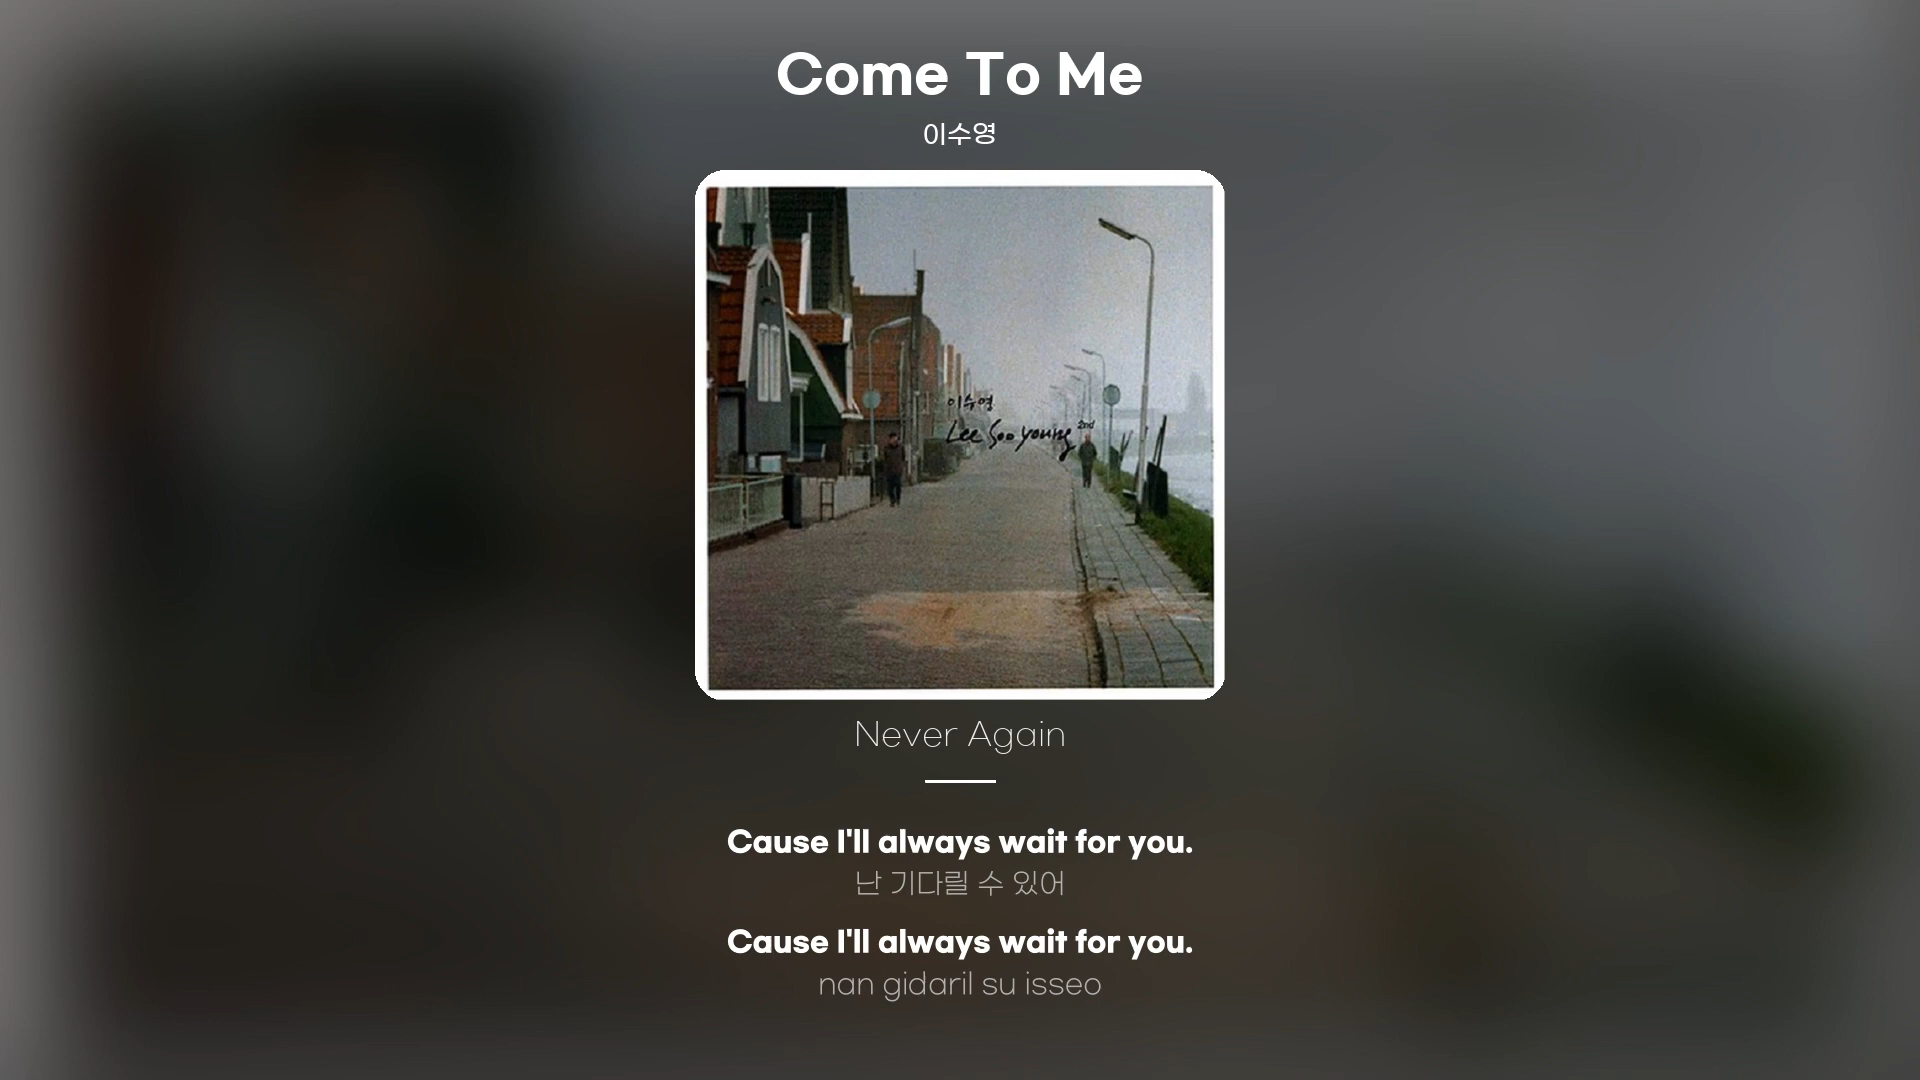 Come To Me
이수영
이수영
Lee Soo young 2nd
Never Again
Cause I'll always wait for you.
난 기다릴 수 있어
Cause I'll always wait for you.
nan gidaril su isseo